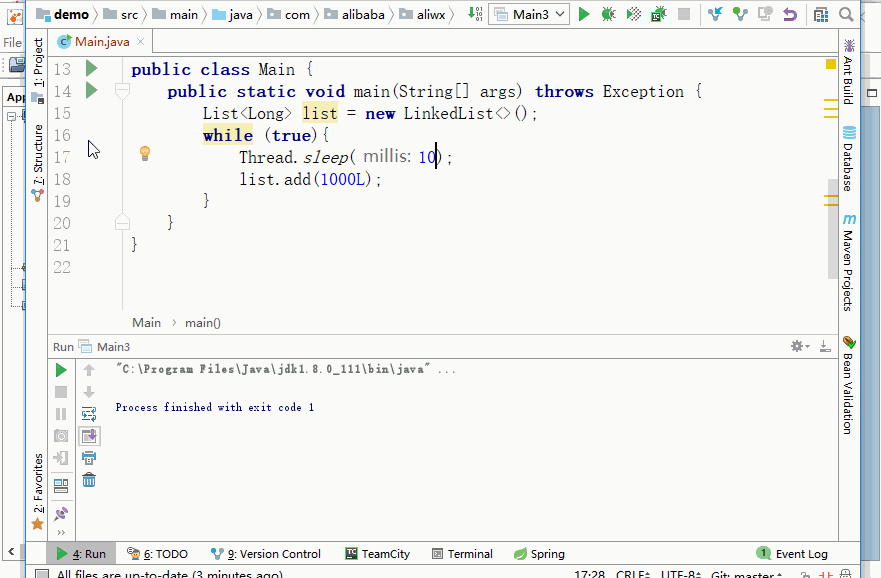 demo src main java com alibaba aliwx Main3
File
Main.java
App
13 public class Main {
14 public static void main(String[] args) throws Exception {
15 List<Long> list = new LinkedList<>();
16 while (true){
17 Thread.sleep( millis: 10);
18 list.add(1000L);
19 }
20 }
21 }
22
Main › main()
1: Project
7: Structure
2: Favorites
Ant Build
Database
Maven Projects
Bean Validation
Run Main3
"C:\Program Files\Java\jdk1.8.0_111\bin\java" ...
Process finished with exit code 1
4: Run 6: TODO 9: Version Control TeamCity Terminal Spring 1 Event Log
All files are up-to-date (3 minutes ago) 17:28 CRLF UTF-8 Git: master